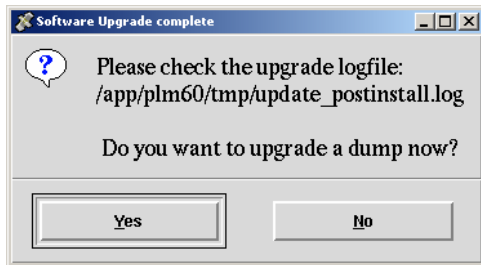 Software Upgrade complete
Please check the upgrade logfile:
/app/plm60/tmp/update_postinstall.log
Do you want to upgrade a dump now?
Yes
No